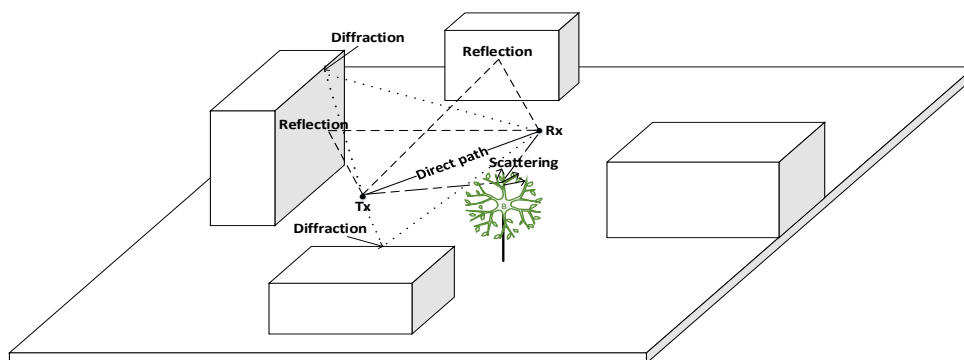 Diffraction
Reflection
Reflection
Rx
Direct path
Scattering
Tx
B
Diffraction